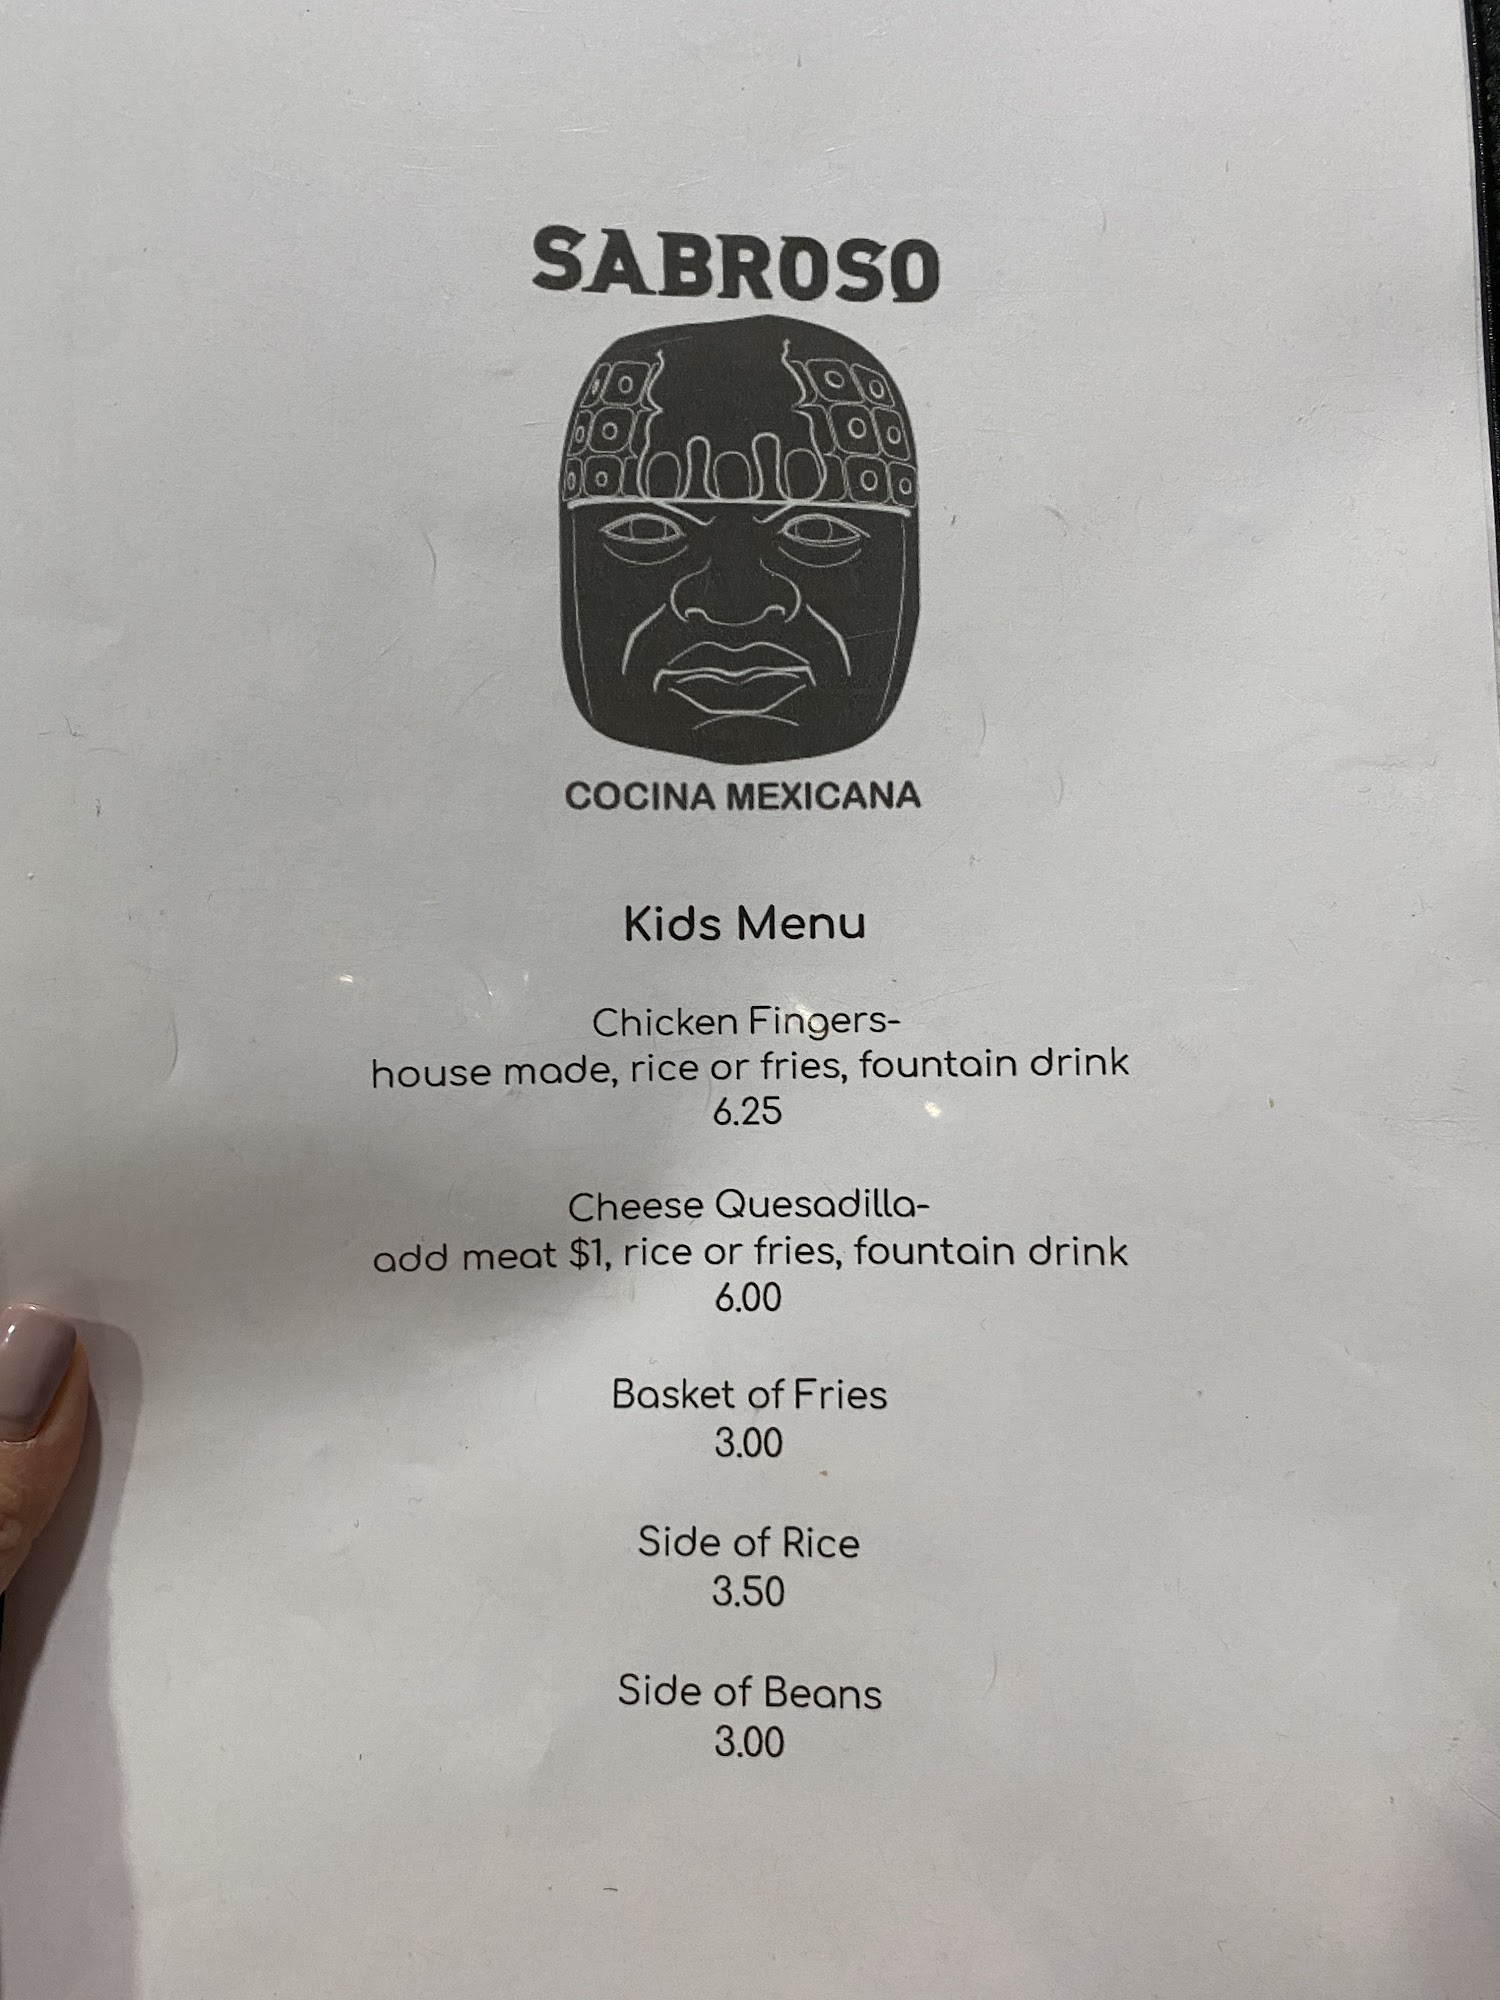 SABROSO
COCINA MEXICANA
Kids Menu
Chicken Fingers-
house made, rice or fries, fountain drink
6.25
Cheese Quesadilla-
add meat $1, rice or fries, fountain drink
6.00
Basket of Fries
3.00
Side of Rice
3.50
Side of Beans
3.00